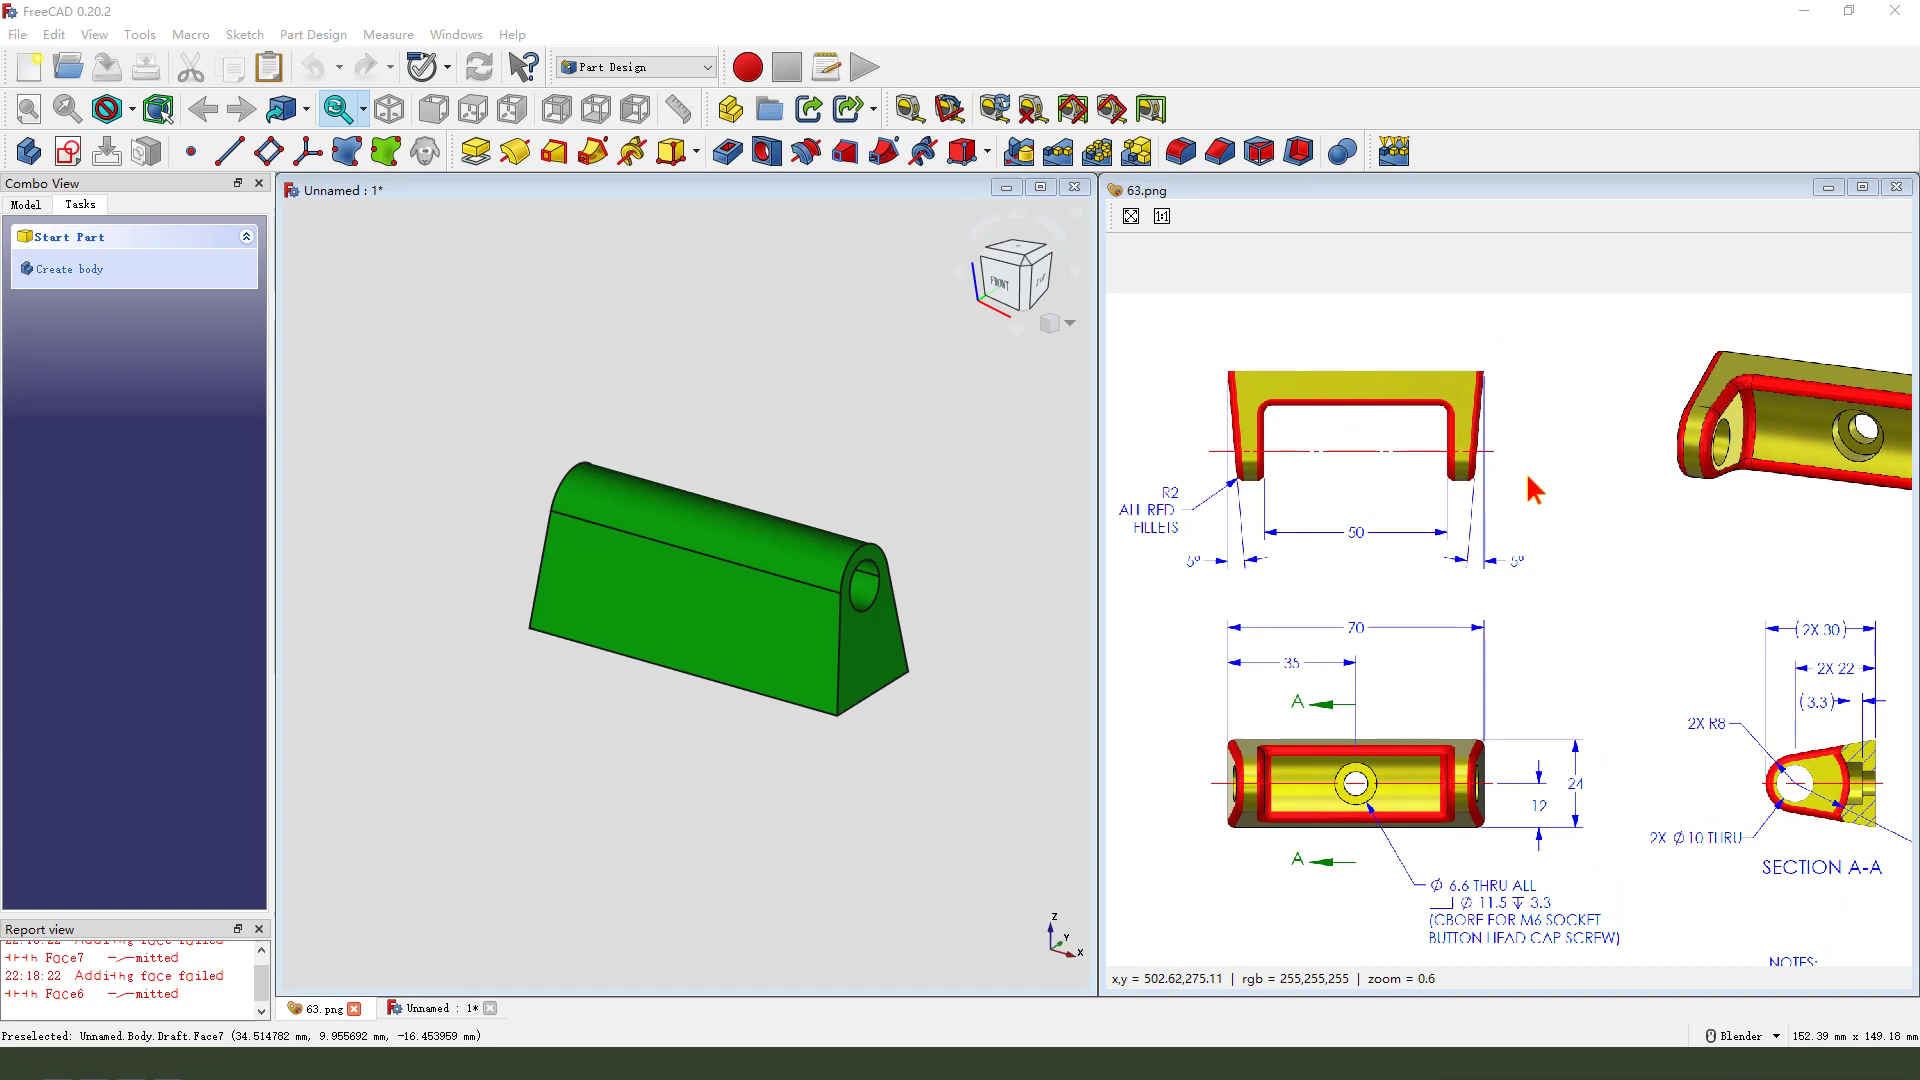 FreeCAD 0.20.2
File Edit View Tools Macro Sketch Part Design Measure Windows Help
Part Design
Combo View
Model Tasks
Start Part
Create body
Unnamed : 1*
FRONT
Z
Y
X
63.png
R2
ALL RED
FILLETS
50
5°
5°
70
35
A
A
24
12
Ø 6.6 THRU ALL
Ø 11.5 ↧ 3.3
(CBORE FOR M6 SOCKET
BUTTON HEAD CAP SCREW)
(2X 30)
2X 22
(3.3)
2X R8
2X Ø10 THRU
SECTION A-A
NOTES:
x,y = 502.62,275.11 | rgb = 255,255,255 | zoom = 0.6
Report view
Face7
22:18:22 Adding face failed
Face6
63.png
Unnamed : 1*
Preselected: Unnamed.Body.Draft.Face7 (34.514782 mm, 9.955692 mm, -16.453959 mm)
Blender
152.39 mm x 149.18 mm